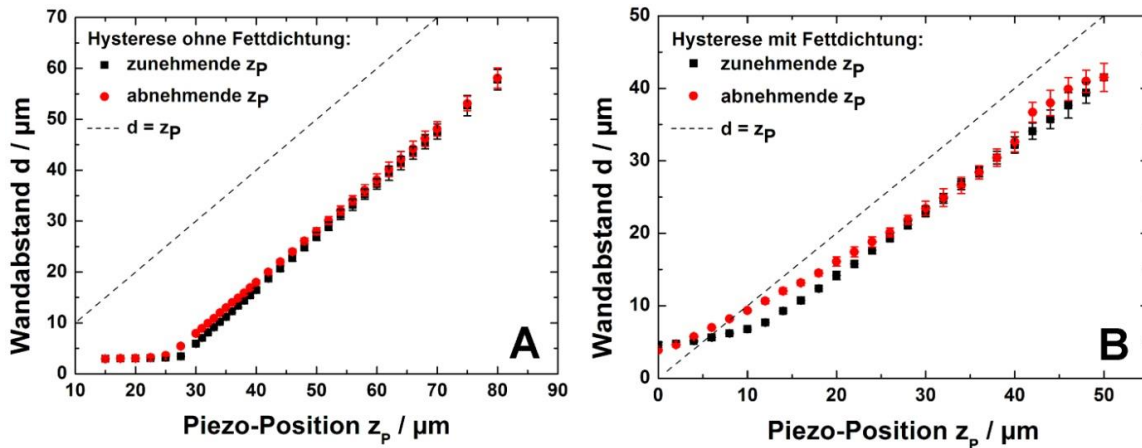 Hysterese ohne Fettdichtung:
zunehmende zP
abnehmende zP
d = zP
Wandabstand d / µm
70
60
50
40
30
20
10
0
10 20 30 40 50 60 70 80 90
Piezo-Position zP / µm
A
Hysterese mit Fettdichtung:
zunehmende zP
abnehmende zP
d = zP
Wandabstand d / µm
50
40
30
20
10
0
0 10 20 30 40 50
Piezo-Position zP / µm
B